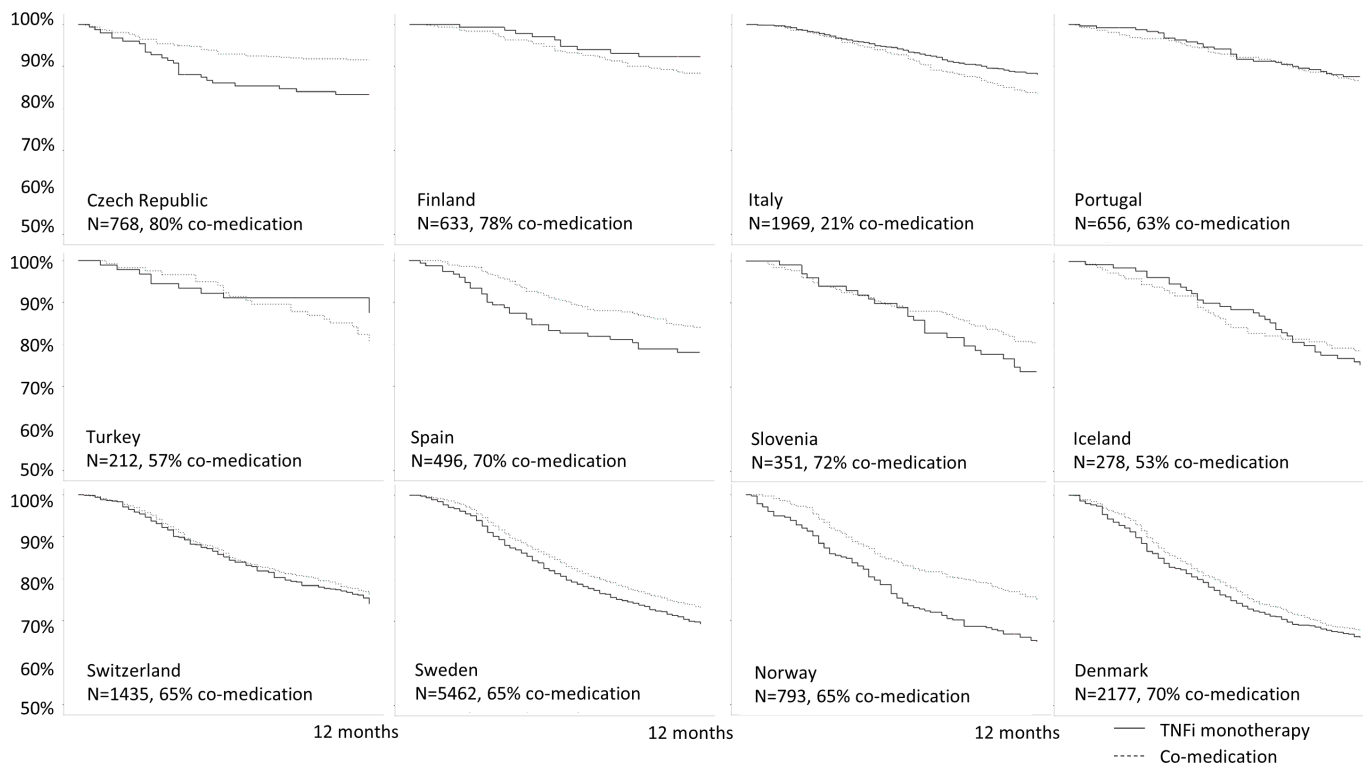 100%
90%
80%
70%
60%
50%
Czech Republic
N=768, 80% co-medication
Finland
N=633, 78% co-medication
Italy
N=1969, 21% co-medication
Portugal
N=656, 63% co-medication
100%
90%
80%
70%
60%
50%
Turkey
N=212, 57% co-medication
Spain
N=496, 70% co-medication
Slovenia
N=351, 72% co-medication
Iceland
N=278, 53% co-medication
100%
90%
80%
70%
60%
50%
Switzerland
N=1435, 65% co-medication
Sweden
N=5462, 65% co-medication
Norway
N=793, 65% co-medication
Denmark
N=2177, 70% co-medication
12 months
12 months
12 months
TNFi monotherapy
Co-medication